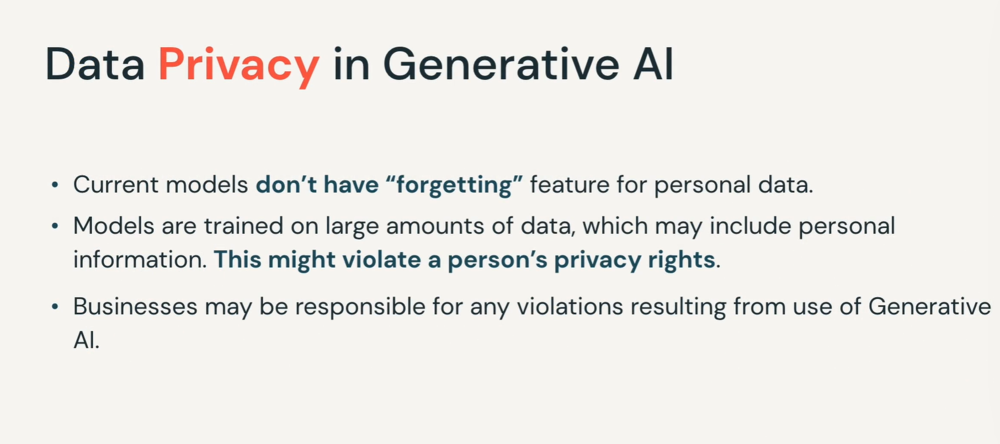 Data Privacy in Generative AI
• Current models don’t have “forgetting” feature for personal data.
• Models are trained on large amounts of data, which may include personal
information. This might violate a person’s privacy rights.
• Businesses may be responsible for any violations resulting from use of Generative
AI.